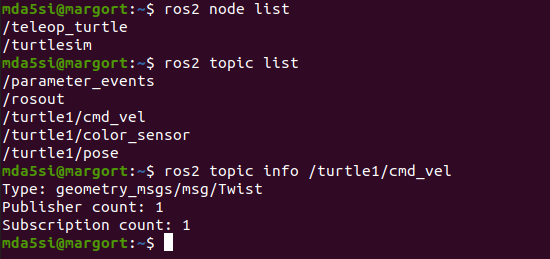 mda5si@margort:~$ ros2 node list
/teleop_turtle
/turtlesim
mda5si@margort:~$ ros2 topic list
/parameter_events
/rosout
/turtle1/cmd_vel
/turtle1/color_sensor
/turtle1/pose
mda5si@margort:~$ ros2 topic info /turtle1/cmd_vel
Type: geometry_msgs/msg/Twist
Publisher count: 1
Subscription count: 1
mda5si@margort:~$